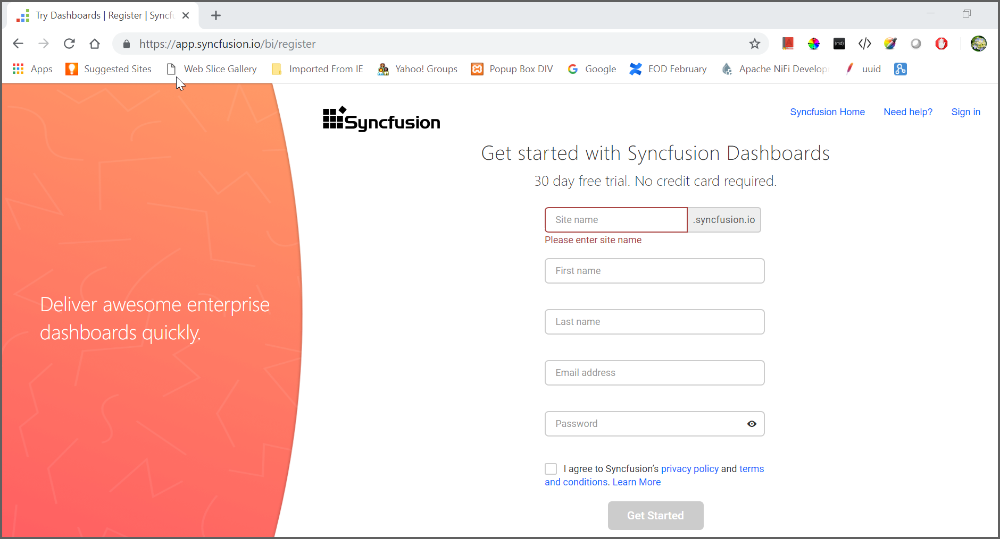 Try Dashboards | Register | Syncfu
https://app.syncfusion.io/bi/register
A
(md)
Apps Suggested Sites Web Slice Gallery Imported From IE Yahoo! Groups Popup Box DIV Google EOD February Apache NiFi Develop uuid
Syncfusion
Syncfusion Home Need help? Sign in
Get started with Syncfusion Dashboards
30 day free trial. No credit card required.
Site name .syncfusion.io
Please enter site name
First name
Last name
Email address
Password
I agree to Syncfusion’s privacy policy and terms
and conditions. Learn More
Get Started
Deliver awesome enterprise
dashboards quickly.